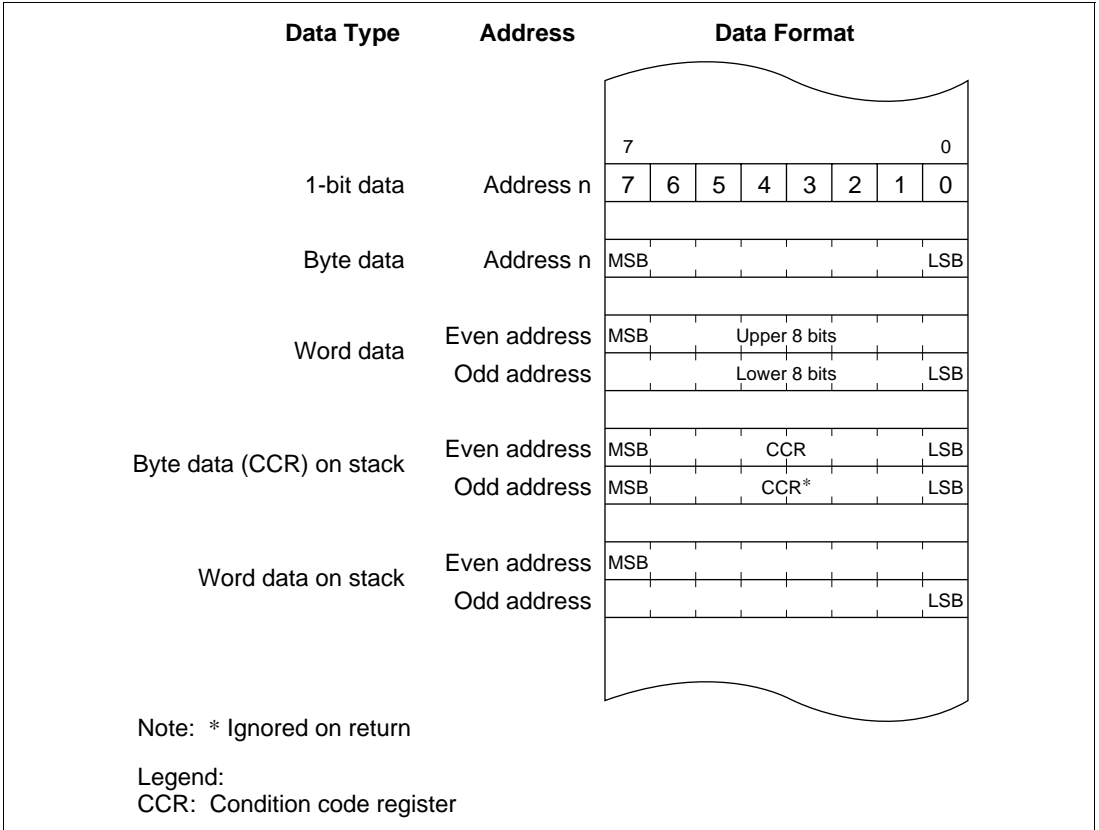 Data Type Address Data Format
7 0
1-bit data Address n 7 6 5 4 3 2 1 0
Byte data Address n MSB LSB
Word data
Even address MSB Upper 8 bits
Odd address Lower 8 bits LSB
Byte data (CCR) on stack
Even address MSB CCR LSB
Odd address MSB CCR* LSB
Word data on stack
Even address MSB
Odd address LSB
Note: * Ignored on return
Legend:
CCR: Condition code register